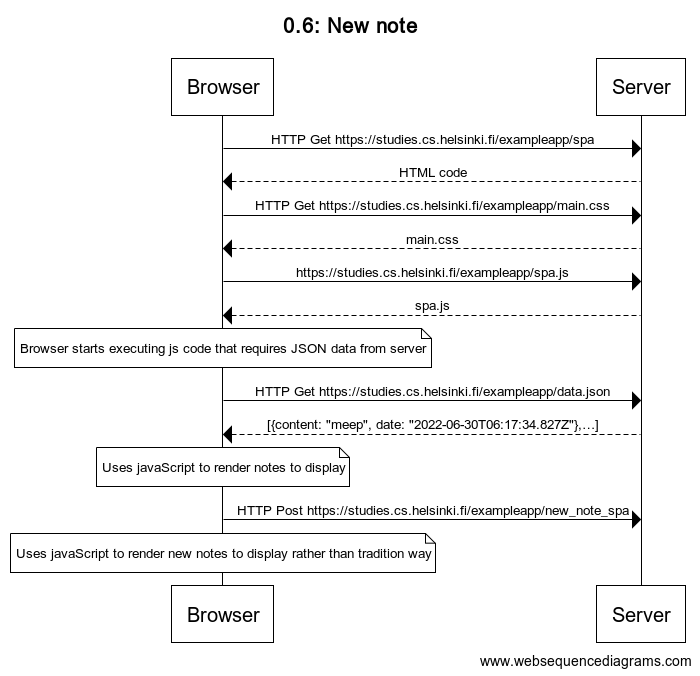 0.6: New note
Browser
Server
HTTP Get https://studies.cs.helsinki.fi/exampleapp/spa
HTML code
HTTP Get https://studies.cs.helsinki.fi/exampleapp/main.css
main.css
https://studies.cs.helsinki.fi/exampleapp/spa.js
spa.js
Browser starts executing js code that requires JSON data from server
HTTP Get https://studies.cs.helsinki.fi/exampleapp/data.json
[{content: "meep", date: "2022-06-30T06:17:34.827Z"},...]
Uses javaScript to render notes to display
HTTP Post https://studies.cs.helsinki.fi/exampleapp/new_note_spa
Uses javaScript to render new notes to display rather than tradition way
Browser
Server
www.websequencediagrams.com